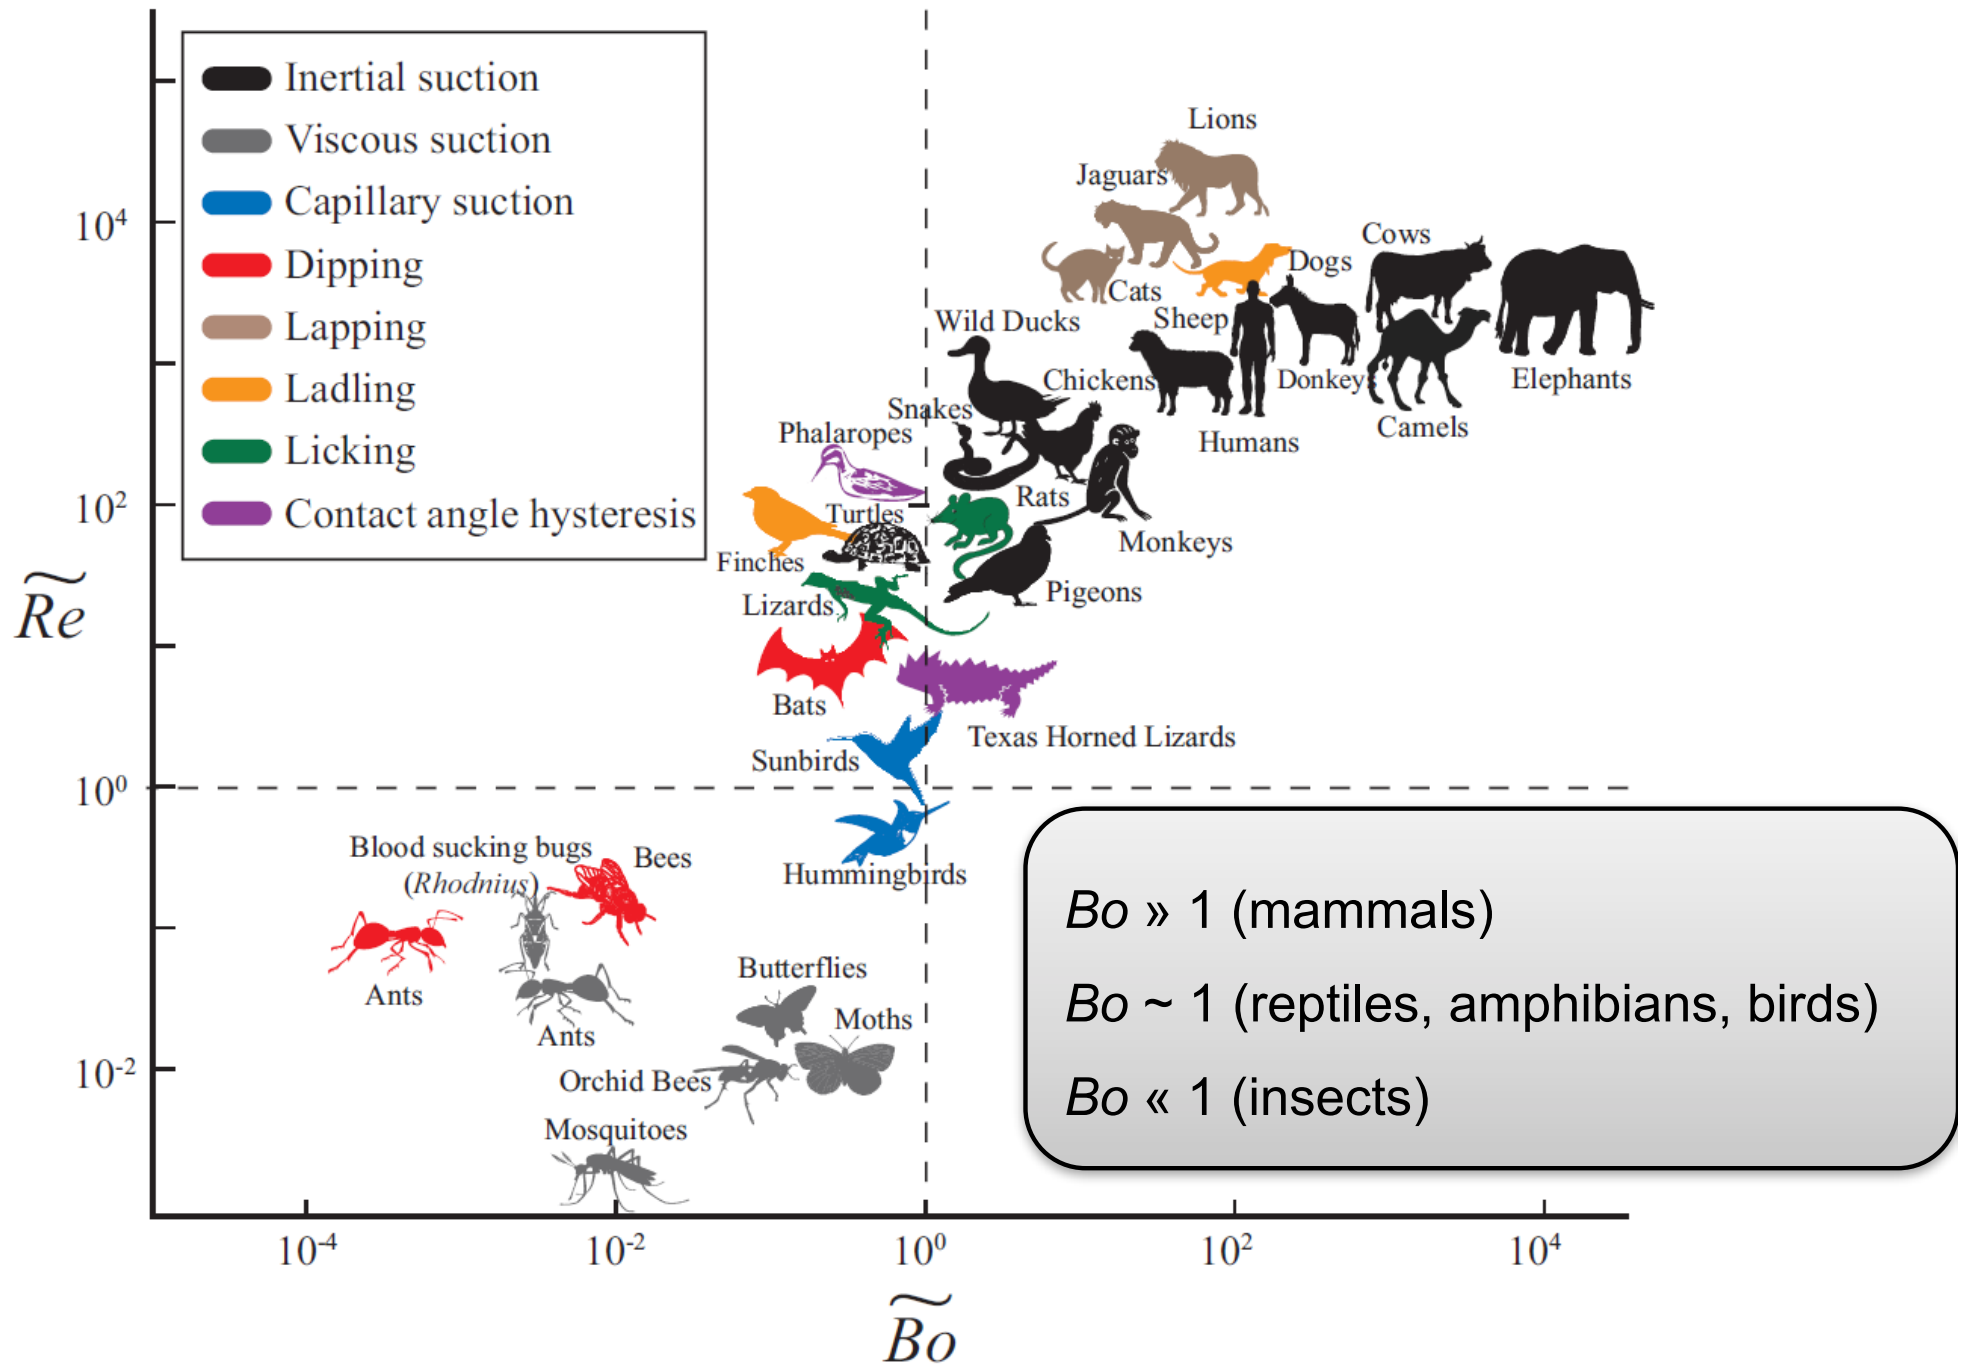 Inertial suction
Viscous suction
Capillary suction
Dipping
Lapping
Ladling
Licking
Contact angle hysteresis
Lions
Jaguars
Cows
Dogs
Cats
Wild Ducks
Sheep
Chickens
Donkeys
Elephants
Snakes
Camels
Phalaropes
Humans
Rats
Turtles
Monkeys
Finches
Pigeons
Lizards
Bats
Texas Horned Lizards
Sunbirds
Hummingbirds
Blood sucking bugs
(Rhodnius)
Bees
Ants
Ants
Butterflies
Moths
Orchid Bees
Mosquitoes
10⁴
10²
10⁰
10⁻²
R̃e
10⁻⁴
10⁻²
10⁰
10²
10⁴
B̃o
Bo » 1 (mammals)
Bo ~ 1 (reptiles, amphibians, birds)
Bo « 1 (insects)